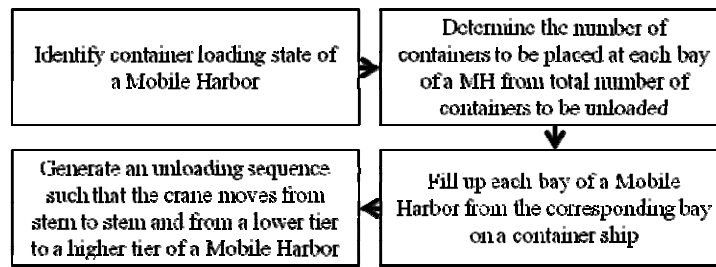 Identify container loading state of
a Mobile Harbor
Determine the number of
containers to be placed at each bay
of a MH from total number of
containers to be unloaded
Fill up each bay of a Mobile
Harbor from the corresponding bay
on a container ship
Generate an unloading sequence
such that the crane moves from
stem to stem and from a lower tier
to a higher tier of a Mobile Harbor